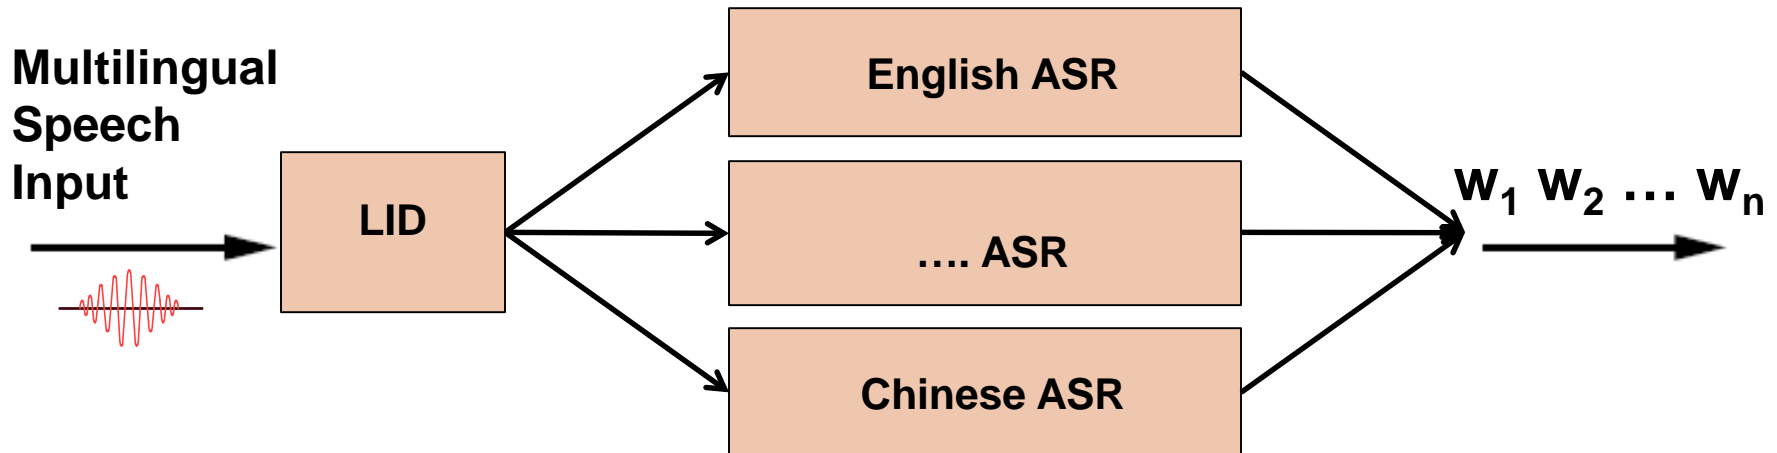 Multilingual
Speech
Input
LID
English ASR
.... ASR
Chinese ASR
w1 w2 ... wn